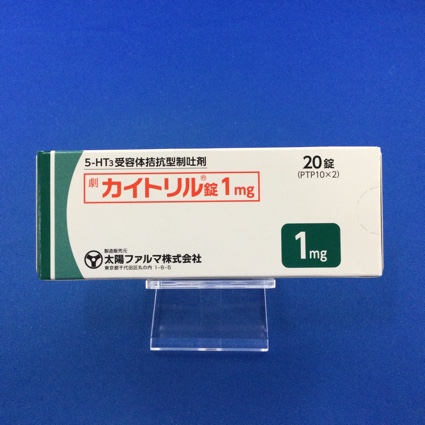 5-HT3受容体拮抗型制吐剤
劇 カイトリル®錠1mg
20錠
(PTP10×2)
1mg
製造販売元
太陽ファルマ株式会社
東京都千代田区丸の内 1-8-5